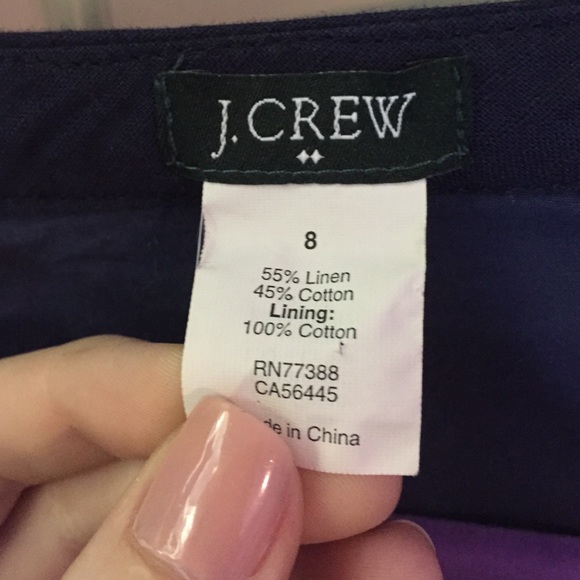 J.CREW
8
55% Linen
45% Cotton
Lining:
100% Cotton
RN77388
CA56445
de in China